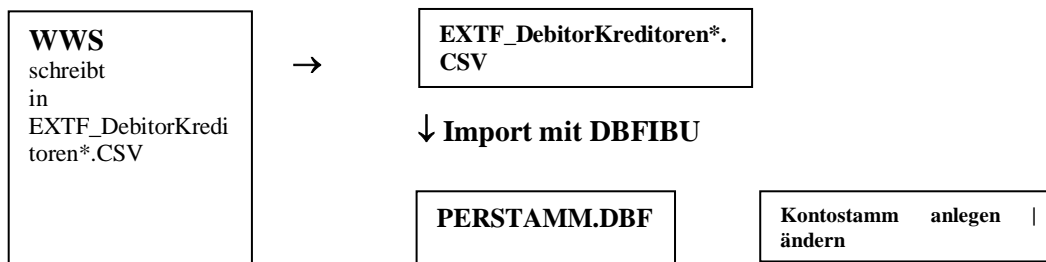 WWS
schreibt
in
EXTF_DebitorKredi
toren*.CSV
→
EXTF_DebitorKreditoren*.
CSV
↓ Import mit DBFIBU
PERSTAMM.DBF
Kontostamm anlegen |
ändern